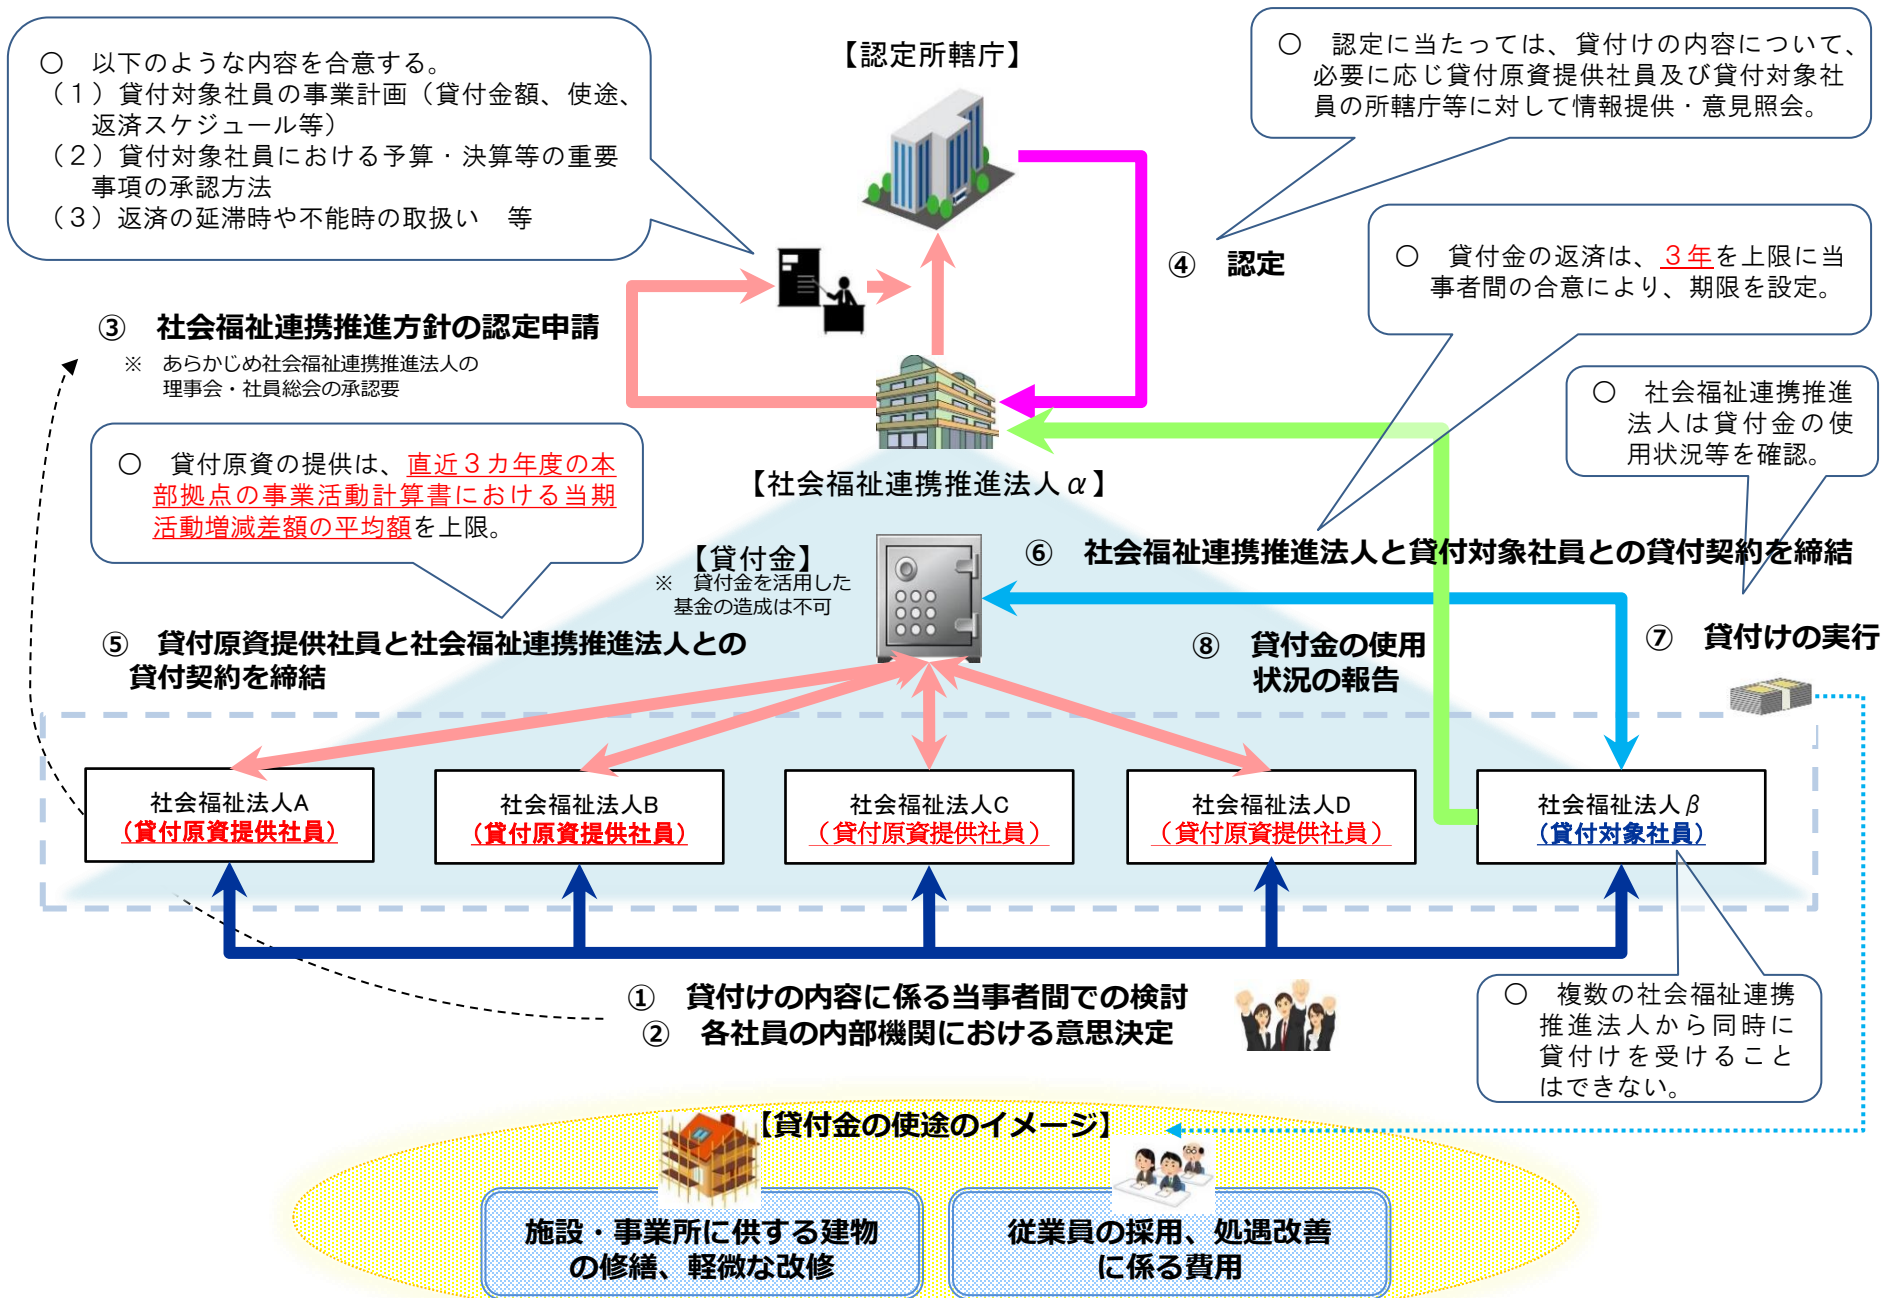 ○　以下のような内容を合意する。
（１）貸付対象社員の事業計画（貸付金額、使途、
返済スケジュール等）
（２）貸付対象社員における予算・決算等の重要
事項の承認方法
（３）返済の延滞時や不能時の取扱い　等
【認定所轄庁】
○　認定に当たっては、貸付けの内容について、
必要に応じ貸付原資提供社員及び貸付対象社
員の所轄庁等に対して情報提供・意見照会。
④　認定
○　貸付金の返済は、３年を上限に当
事者間の合意により、期限を設定。
③　社会福祉連携推進方針の認定申請
※　あらかじめ社会福祉連携推進法人の
理事会・社員総会の承認要
○　社会福祉連携推進
法人は貸付金の使
用状況等を確認。
○　貸付原資の提供は、直近３カ年度の本
部拠点の事業活動計算書における当期
活動増減差額の平均額を上限。
【社会福祉連携推進法人α】
【貸付金】
※　貸付金を活用した
基金の造成は不可
⑥　社会福祉連携推進法人と貸付対象社員との貸付契約を締結
⑤　貸付原資提供社員と社会福祉連携推進法人との
貸付契約を締結
⑧　貸付金の使用
状況の報告
⑦　貸付けの実行
社会福祉法人A
（貸付原資提供社員）
社会福祉法人B
（貸付原資提供社員）
社会福祉法人C
（貸付原資提供社員）
社会福祉法人D
（貸付原資提供社員）
社会福祉法人β
（貸付対象社員）
①　貸付けの内容に係る当事者間での検討
②　各社員の内部機関における意思決定
○　複数の社会福祉連携
推進法人から同時に
貸付けを受けること
はできない。
【貸付金の使途のイメージ】
施設・事業所に供する建物
の修繕、軽微な改修
従業員の採用、処遇改善
に係る費用